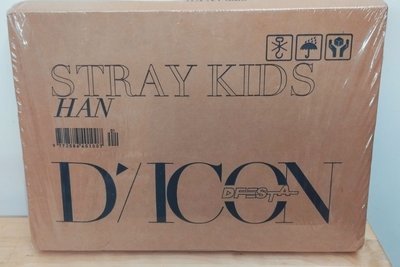 STRAY KIDS
HAN
D'/ICON
DFESTA